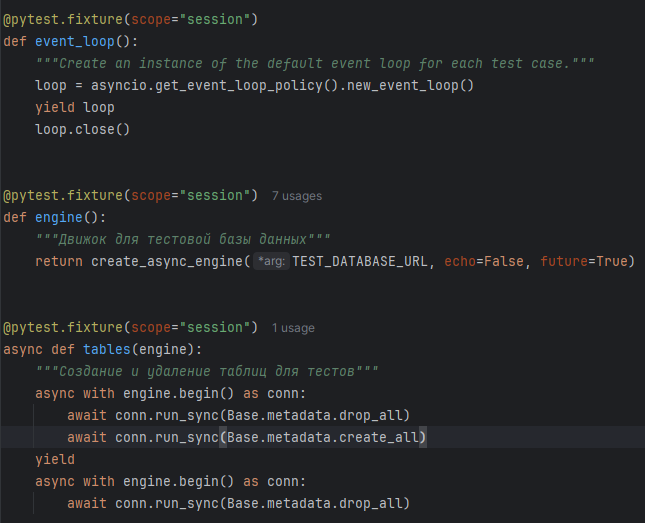 @pytest.fixture(scope="session")
def event_loop():
"""Create an instance of the default event loop for each test case."""
loop = asyncio.get_event_loop_policy().new_event_loop()
yield loop
loop.close()
@pytest.fixture(scope="session") 7 usages
def engine():
"""Движок для тестовой базы данных"""
return create_async_engine( *arg: TEST_DATABASE_URL, echo=False, future=True)
@pytest.fixture(scope="session") 1 usage
async def tables(engine):
"""Создание и удаление таблиц для тестов"""
async with engine.begin() as conn:
await conn.run_sync(Base.metadata.drop_all)
await conn.run_sync(Base.metadata.create_all)
yield
async with engine.begin() as conn:
await conn.run_sync(Base.metadata.drop_all)